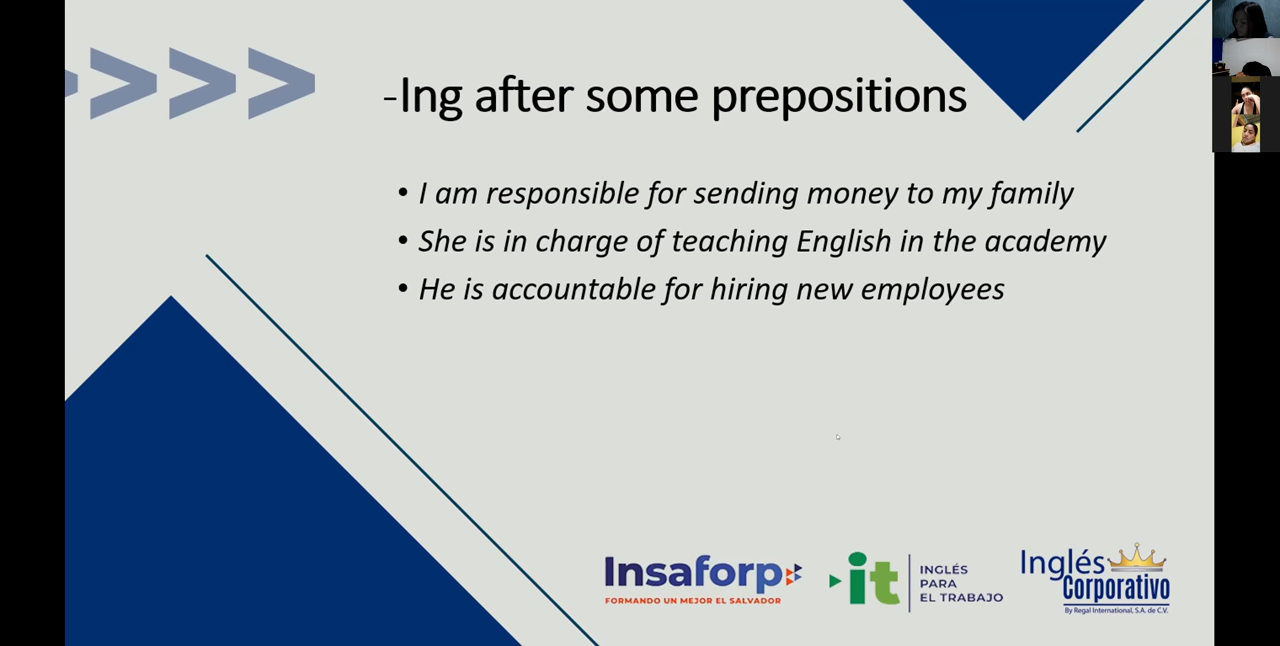 -Ing after some prepositions
• I am responsible for sending money to my family
• She is in charge of teaching English in the academy
• He is accountable for hiring new employees
Insaforp
FORMANDO UN MEJOR EL SALVADOR
it
INGLÉS
PARA
EL TRABAJO
Inglés
Corporativo
By Regal International, S.A. de C.V.